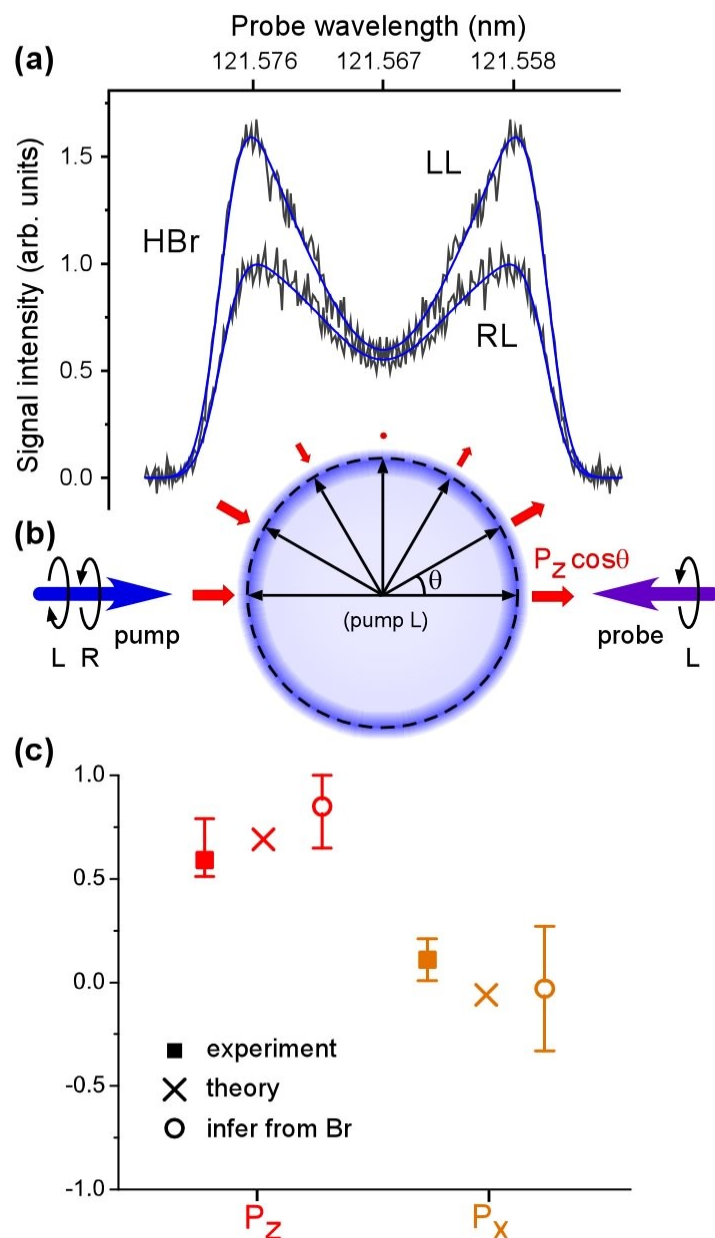 Probe wavelength (nm)
(a)
121.576 121.567 121.558
Signal intensity (arb. units)
1.5
1.0
0.5
0.0
HBr
LL
RL
(b)
L R pump
θ
(pump L)
P_z cosθ
probe
L
(c)
1.0
0.5
0.0
-0.5
-1.0
experiment
theory
infer from Br
P_z P_x